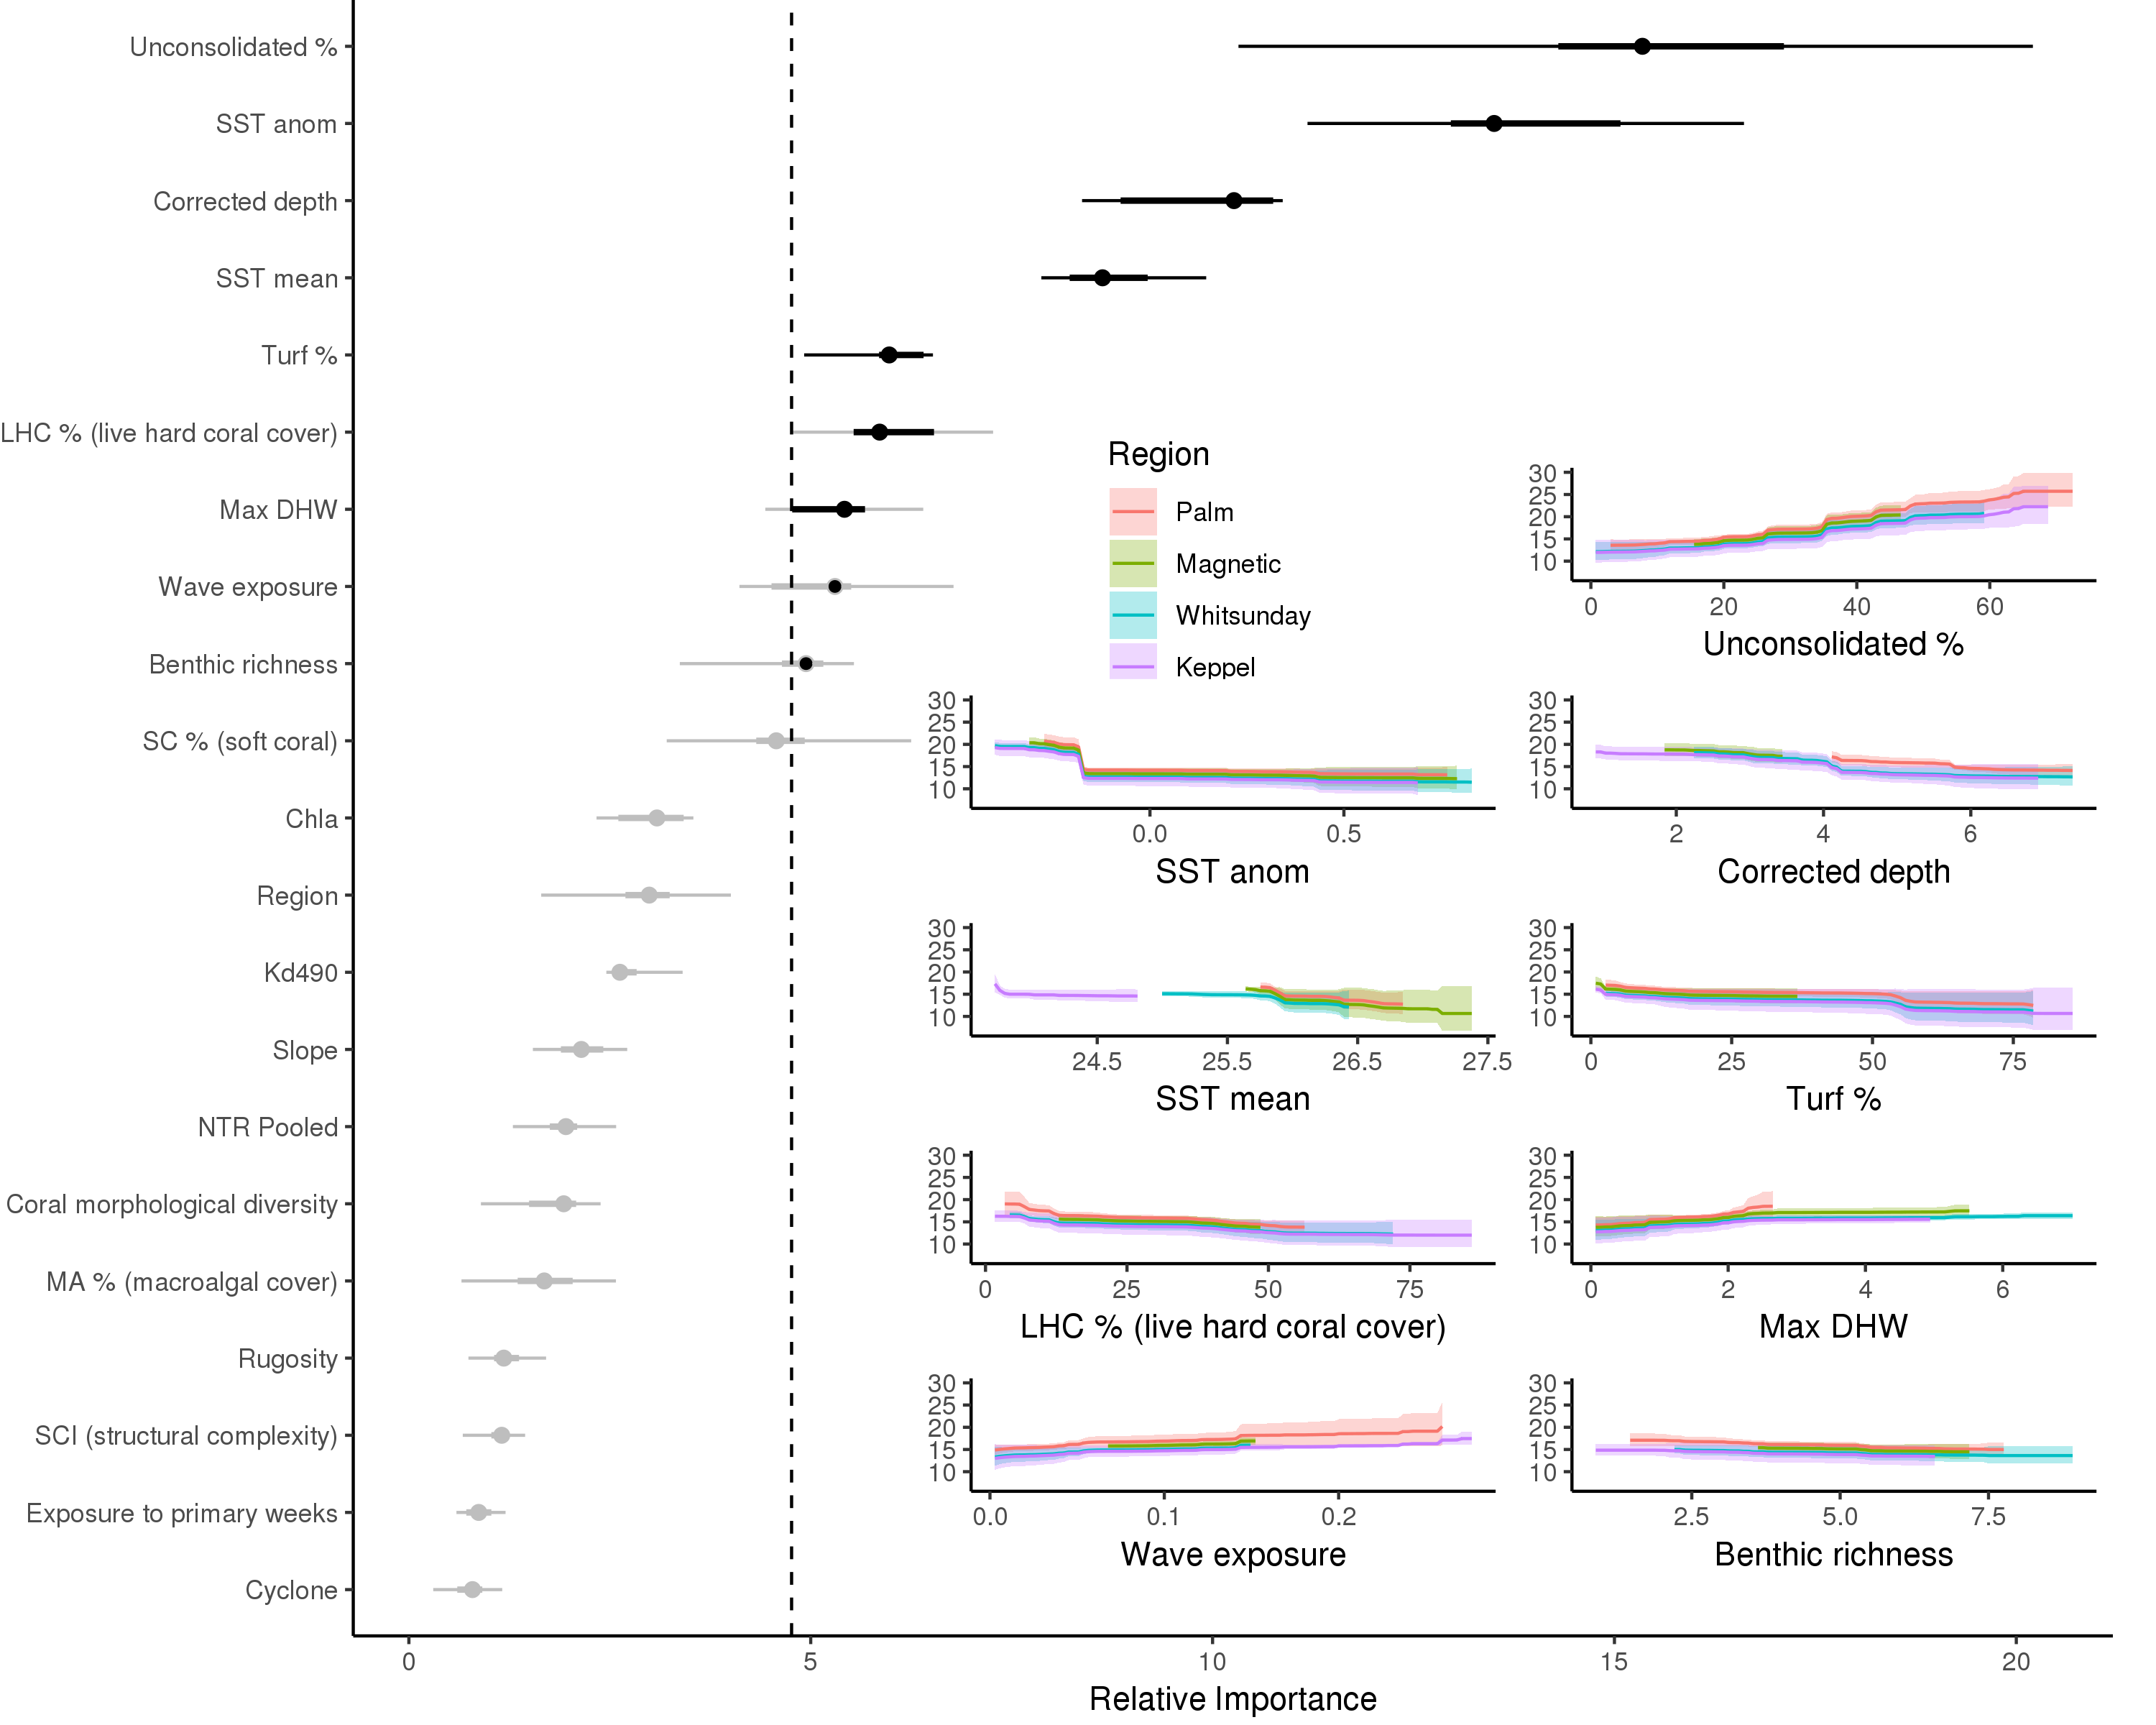 Unconsolidated %
SST anom
Corrected depth
SST mean
Turf %
LHC % (live hard coral cover)
Max DHW
Wave exposure
Benthic richness
SC % (soft coral)
Chla
Region
Kd490
Slope
NTR Pooled
Coral morphological diversity
MA % (macroalgal cover)
Rugosity
SCI (structural complexity)
Exposure to primary weeks
Cyclone
0 5 10 15 20
Relative Importance
Region
Palm
Magnetic
Whitsunday
Keppel
30
25
20
15
10
0 20 40 60
Unconsolidated %
30
25
20
15
10
0.0 0.5
SST anom
30
25
20
15
10
2 4 6
Corrected depth
30
25
20
15
10
24.5 25.5 26.5 27.5
SST mean
30
25
20
15
10
0 25 50 75
Turf %
30
25
20
15
10
0 25 50 75
LHC % (live hard coral cover)
30
25
20
15
10
0 2 4 6
Max DHW
30
25
20
15
10
0.0 0.1 0.2
Wave exposure
30
25
20
15
10
2.5 5.0 7.5
Benthic richness